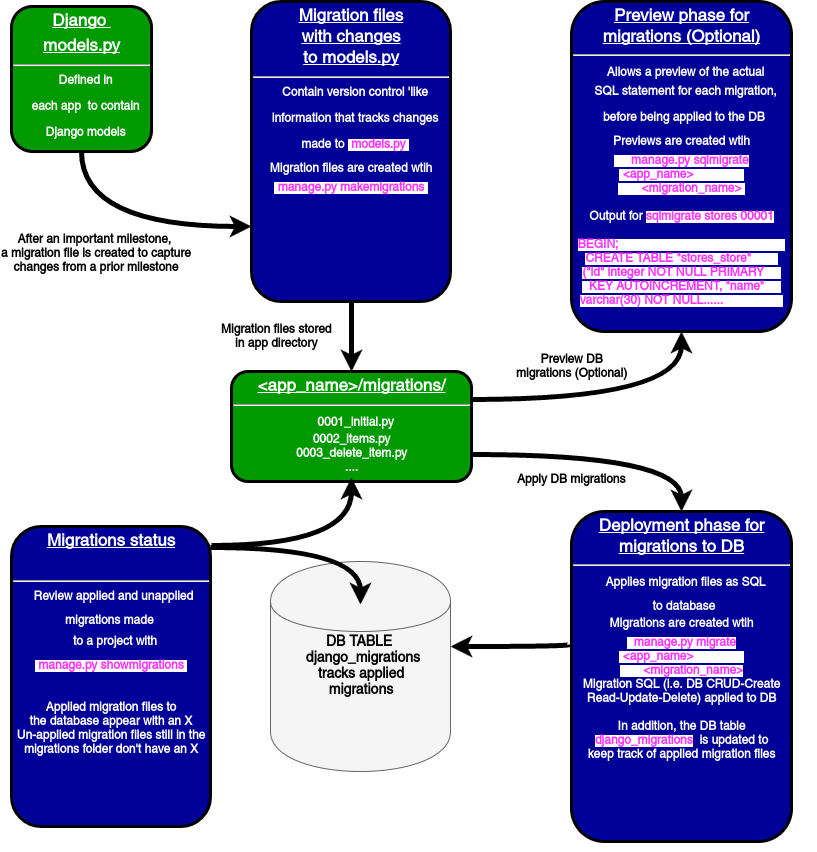 Django
models.py
Defined in
each app to contain
Django models
After an important milestone,
a migration file is created to capture
changes from a prior milestone
Migration files
with changes
to models.py
Contain version control 'like
information that tracks changes
made to models.py
Migration files are created wtih
manage.py makemigrations
Migration files stored
in app directory
Preview phase for
migrations (Optional)
Allows a preview of the actual
SQL statement for each migration,
before being applied to the DB
Previews are created wtih
manage.py sqlmigrate
<app_name>
<migration_name>
Output for sqlmigrate stores 00001
BEGIN;
CREATE TABLE "stores_store"
("id" integer NOT NULL PRIMARY
KEY AUTOINCREMENT, "name"
varchar(30) NOT NULL......
<app_name>/migrations/
0001_initial.py
0002_items.py
0003_delete_item.py
....
Preview DB
migrations (Optional)
Apply DB migrations
Migrations status
Review applied and unapplied
migrations made
to a project with
manage.py showmigrations
Applied migration files to
the database appear with an X
Un-applied migration files still in the
migrations folder don't have an X
DB TABLE
django_migrations
tracks applied
migrations
Deployment phase for
migrations to DB
Applies migration files as SQL
to database
Migrations are created wtih
manage.py migrate
<app_name>
<migration_name>
Migration SQL (i.e. DB CRUD-Create
Read-Update-Delete) applied to DB
In addition, the DB table
django_migrations is updated to
keep track of applied migration files